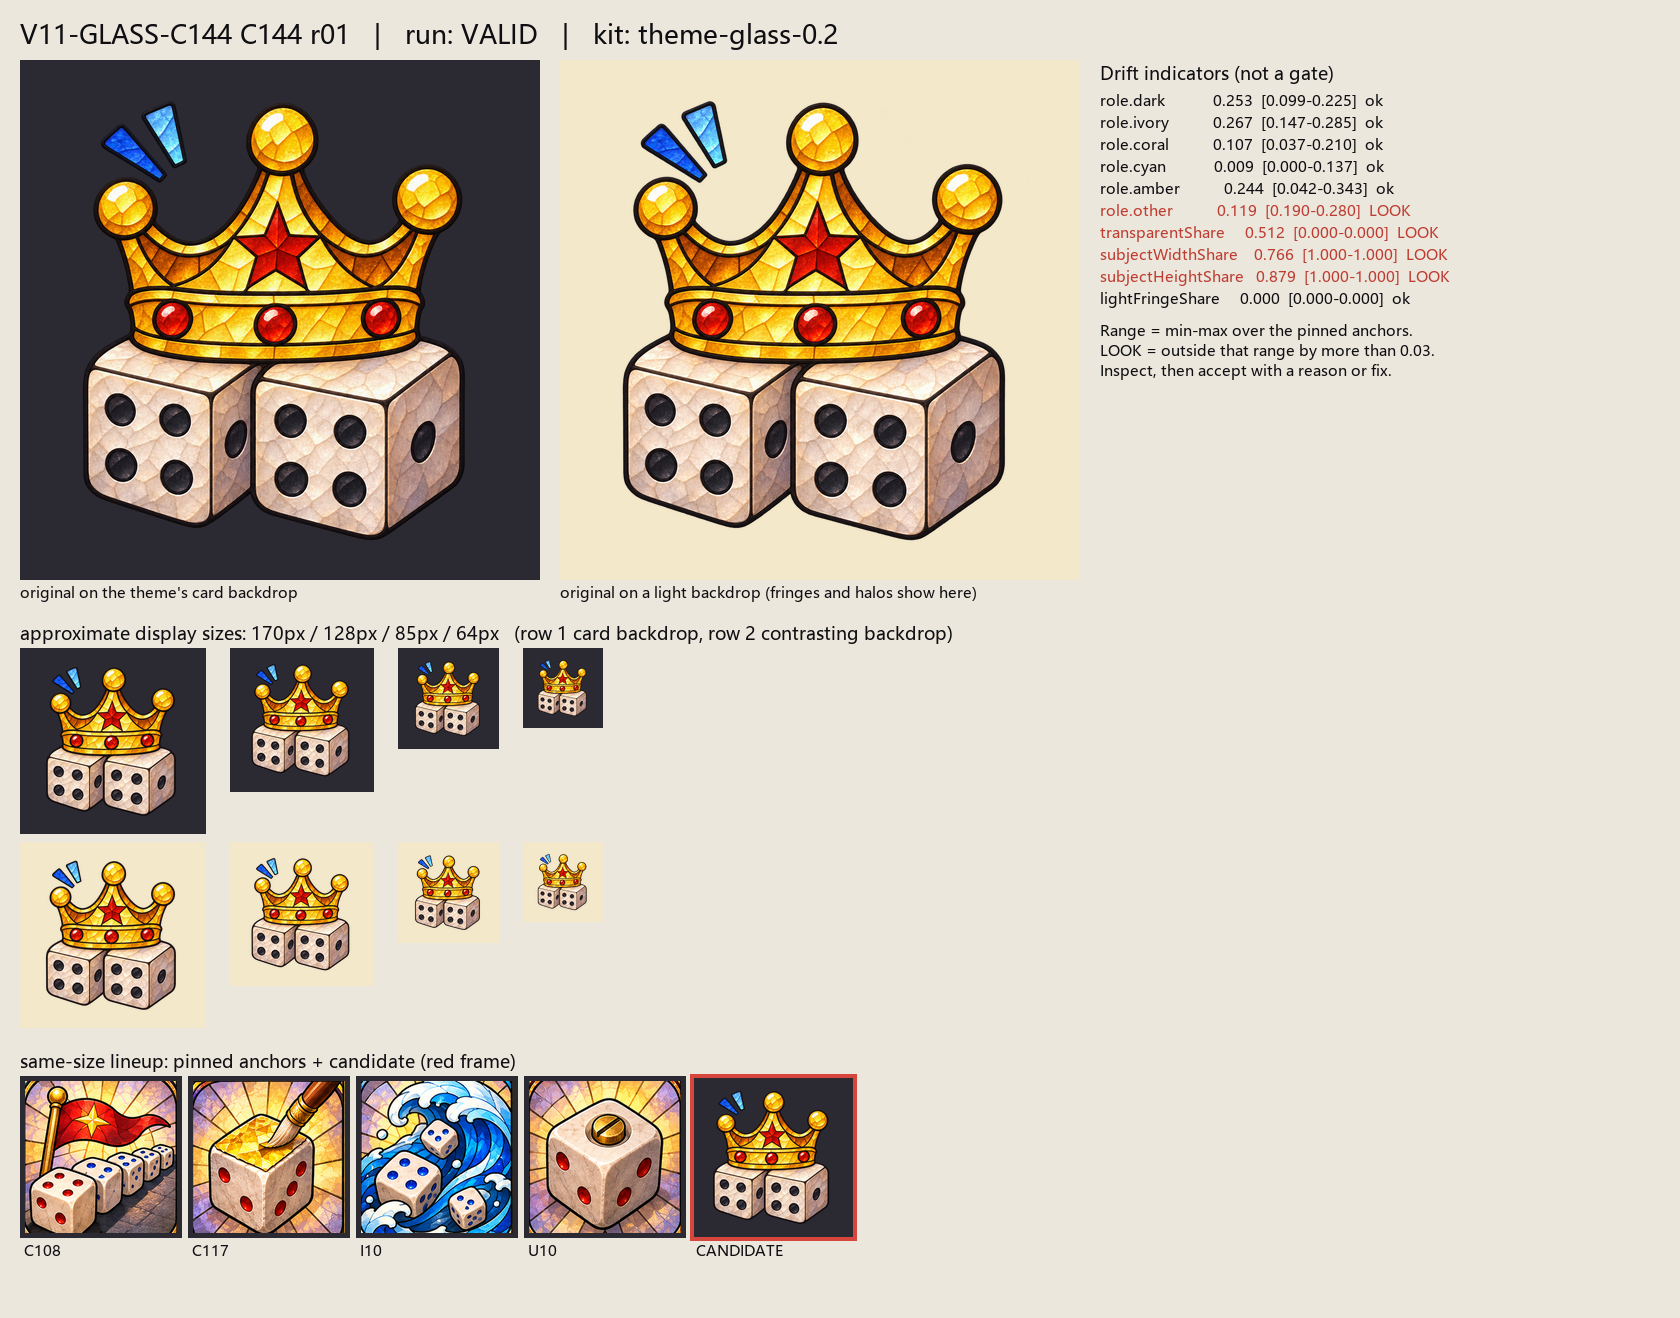 V11-GLASS-C144 C144 r01 | run: VALID | kit: theme-glass-0.2
Drift indicators (not a gate)
role.dark 0.253 [0.099-0.225] ok
role.ivory 0.267 [0.147-0.285] ok
role.coral 0.107 [0.037-0.210] ok
role.cyan 0.009 [0.000-0.137] ok
role.amber 0.244 [0.042-0.343] ok
role.other 0.119 [0.190-0.280] LOOK
transparentShare 0.512 [0.000-0.000] LOOK
subjectWidthShare 0.766 [1.000-1.000] LOOK
subjectHeightShare 0.879 [1.000-1.000] LOOK
lightFringeShare 0.000 [0.000-0.000] ok
Range = min-max over the pinned anchors.
LOOK = outside that range by more than 0.03.
Inspect, then accept with a reason or fix.
original on the theme's card backdrop
original on a light backdrop (fringes and halos show here)
approximate display sizes: 170px / 128px / 85px / 64px (row 1 card backdrop, row 2 contrasting backdrop)
same-size lineup: pinned anchors + candidate (red frame)
C108
C117
I10
U10
CANDIDATE